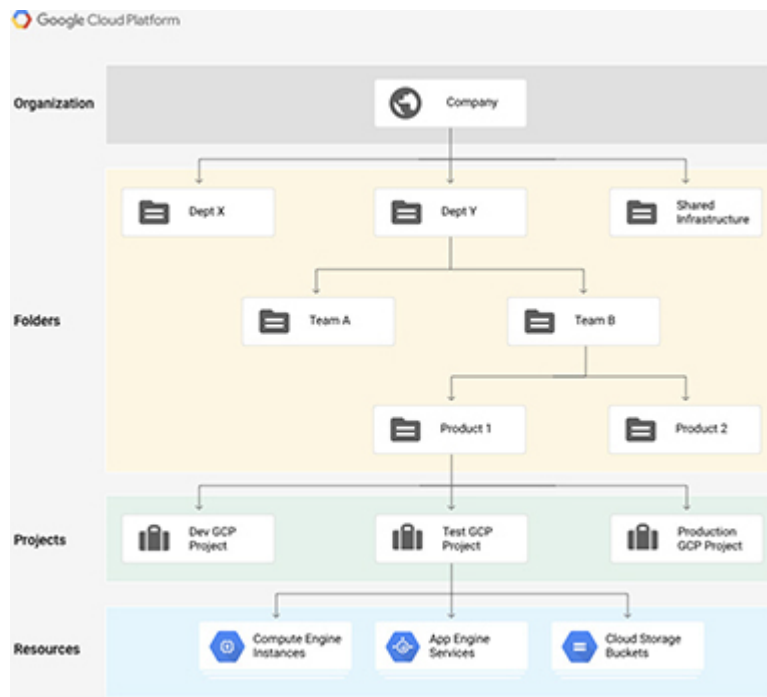 Google Cloud Platform
Organization
Company
Dept X
Dept Y
Shared
Infrastructure
Folders
Team A
Team B
Product 1
Product 2
Projects
Dev GCP
Project
Test GCP
Project
Production
GCP Project
Resources
Compute Engine
Instances
App Engine
Services
Cloud Storage
Buckets